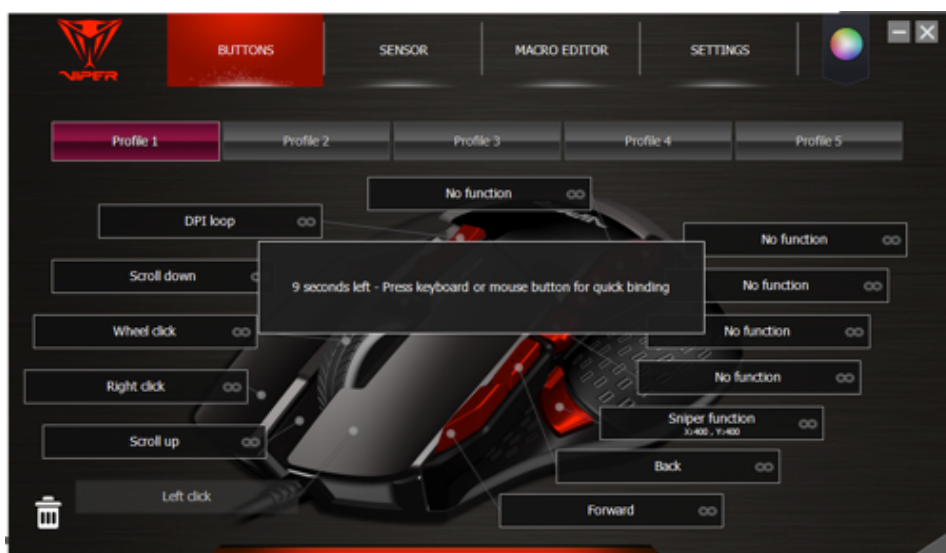 VIPER
BUTTONS
SENSOR
MACRO EDITOR
SETTINGS
Profile 1
Profile 2
Profile 3
Profile 4
Profile 5
No function
DPI loop
No function
Scroll down
9 seconds left - Press keyboard or mouse button for quick binding
No function
Wheel click
No function
Right click
No function
Sniper function
X:400 , Y:400
Scroll up
Back
Left click
Forward